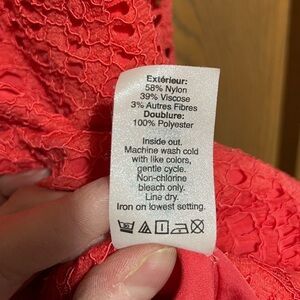 Extérieur:
58% Nylon
39% Viscose
3% Autres Fibres
Doublure:
100% Polyester
Inside out.
Machine wash cold
with like colors,
gentle cycle.
Non-chlorine
bleach only.
Line dry.
Iron on lowest setting.